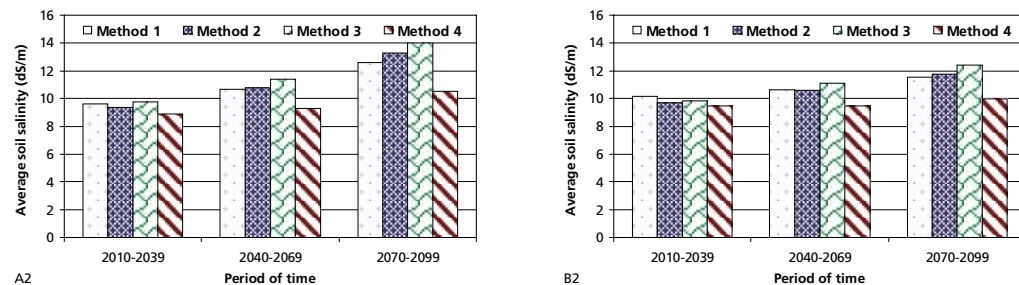 16
14
12
10
8
6
4
2
0
Average soil salinity (dS/m)
Method 1 Method 2 Method 3 Method 4
2010-2039 2040-2069 2070-2099
A2 Period of time
16
14
12
10
8
6
4
2
0
Average soil salinity (dS/m)
Method 1 Method 2 Method 3 Method 4
2010-2039 2040-2069 2070-2099
B2 Period of time